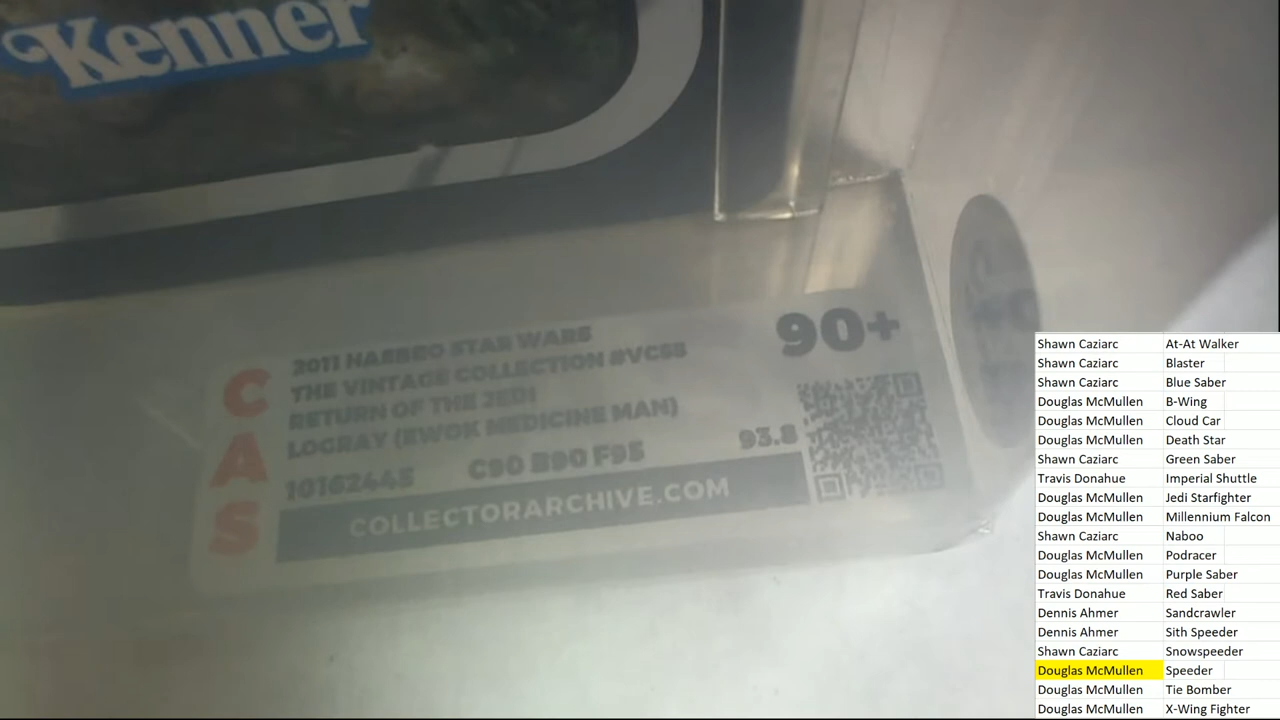 Kenner
CAS
2011 HASBRO STAR WARS
THE VINTAGE COLLECTION #VC55
RETURN OF THE JEDI
LOGRAY (EWOK MEDICINE MAN)
C90 B90 F95
93.8
90+
COLLECTORARCHIVE.COM
Shawn Caziarc At-At Walker
Shawn Caziarc Blaster
Shawn Caziarc Blue Saber
Douglas McMullen B-Wing
Douglas McMullen Cloud Car
Douglas McMullen Death Star
Shawn Caziarc Green Saber
Travis Donahue Imperial Shuttle
Douglas McMullen Jedi Starfighter
Douglas McMullen Millennium Falcon
Shawn Caziarc Naboo
Douglas McMullen Podracer
Douglas McMullen Purple Saber
Travis Donahue Red Saber
Dennis Ahmer Sandcrawler
Dennis Ahmer Sith Speeder
Shawn Caziarc Snowspeeder
Douglas McMullen Speeder
Douglas McMullen Tie Bomber
Douglas McMullen X-Wing Fighter